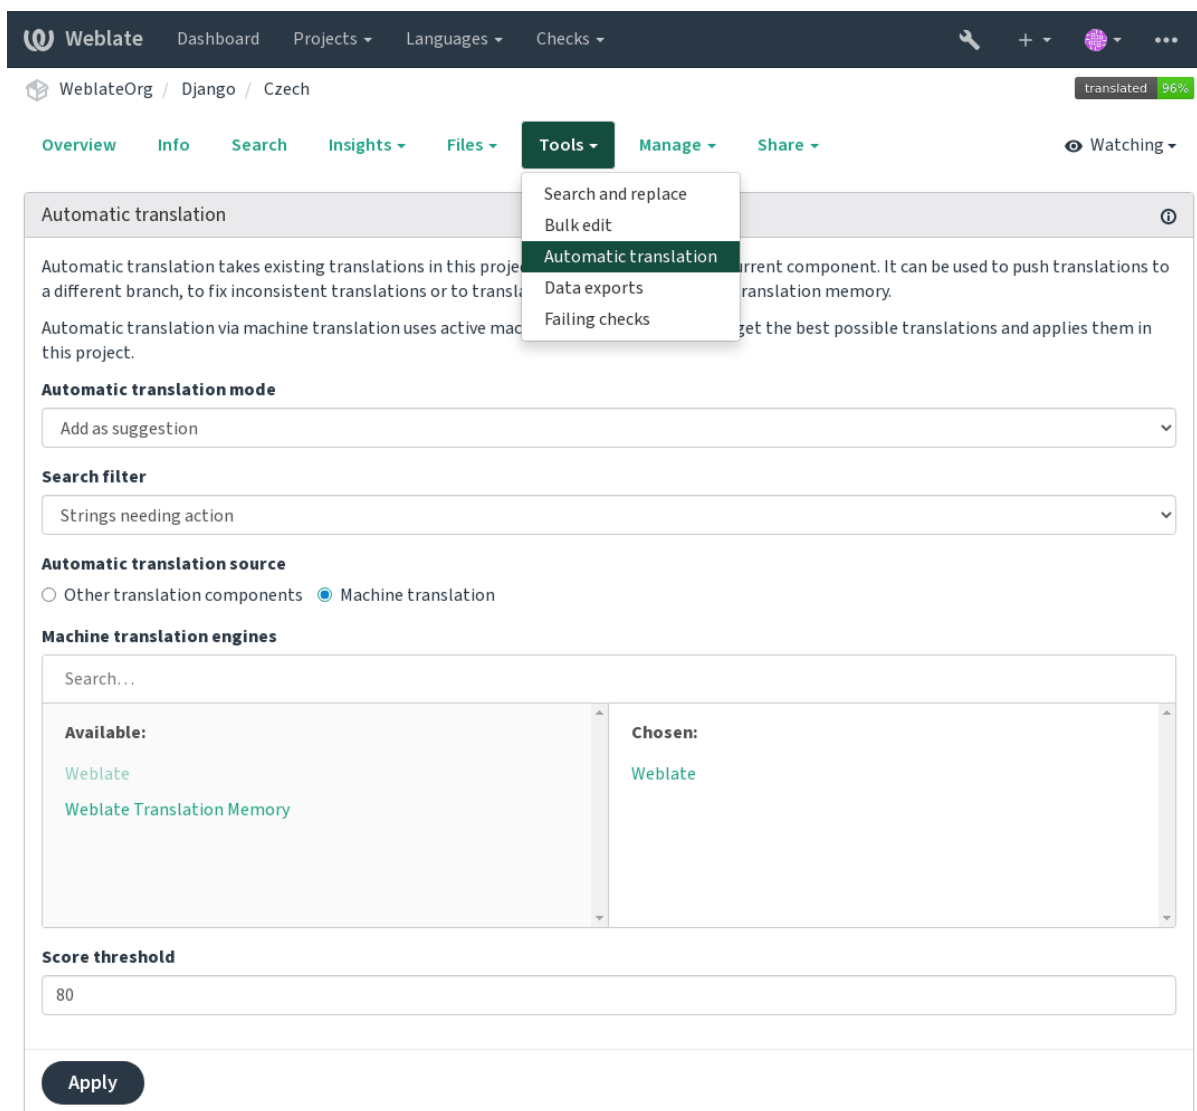 Weblate Dashboard Projects Languages Checks
WeblateOrg / Django / Czech
translated 96%
Overview Info Search Insights Files Tools Manage Share Watching
Search and replace
Bulk edit
Automatic translation
Data exports
Failing checks
Automatic translation
Automatic translation takes existing translations in this urrent component. It can be used to push translations to
a different branch, to fix inconsistent translations or to ranslation memory.
Automatic translation via machine translation uses active get the best possible translations and applies them in
this project.
Automatic translation mode
Add as suggestion
Search filter
Strings needing action
Automatic translation source
Other translation components Machine translation
Machine translation engines
Search...
Available: Chosen:
Weblate Weblate
Weblate Translation Memory
Score threshold
80
Apply